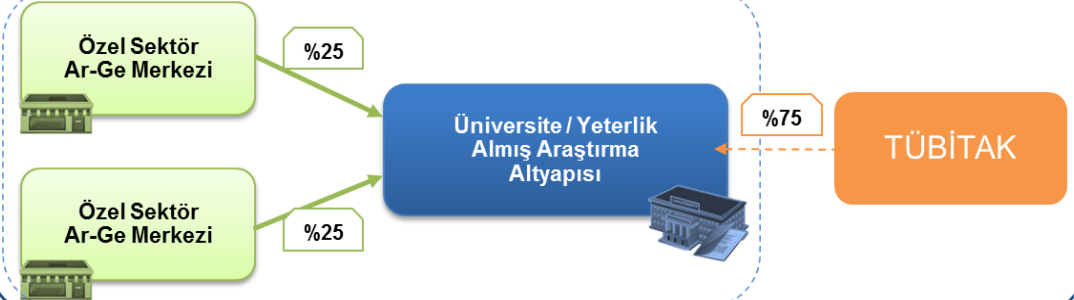 Özel Sektör
Ar-Ge Merkezi
%25
Üniversite / Yeterlik
Almış Araştırma
Altyapısı
%75
TÜBİTAK
Özel Sektör
Ar-Ge Merkezi
%25